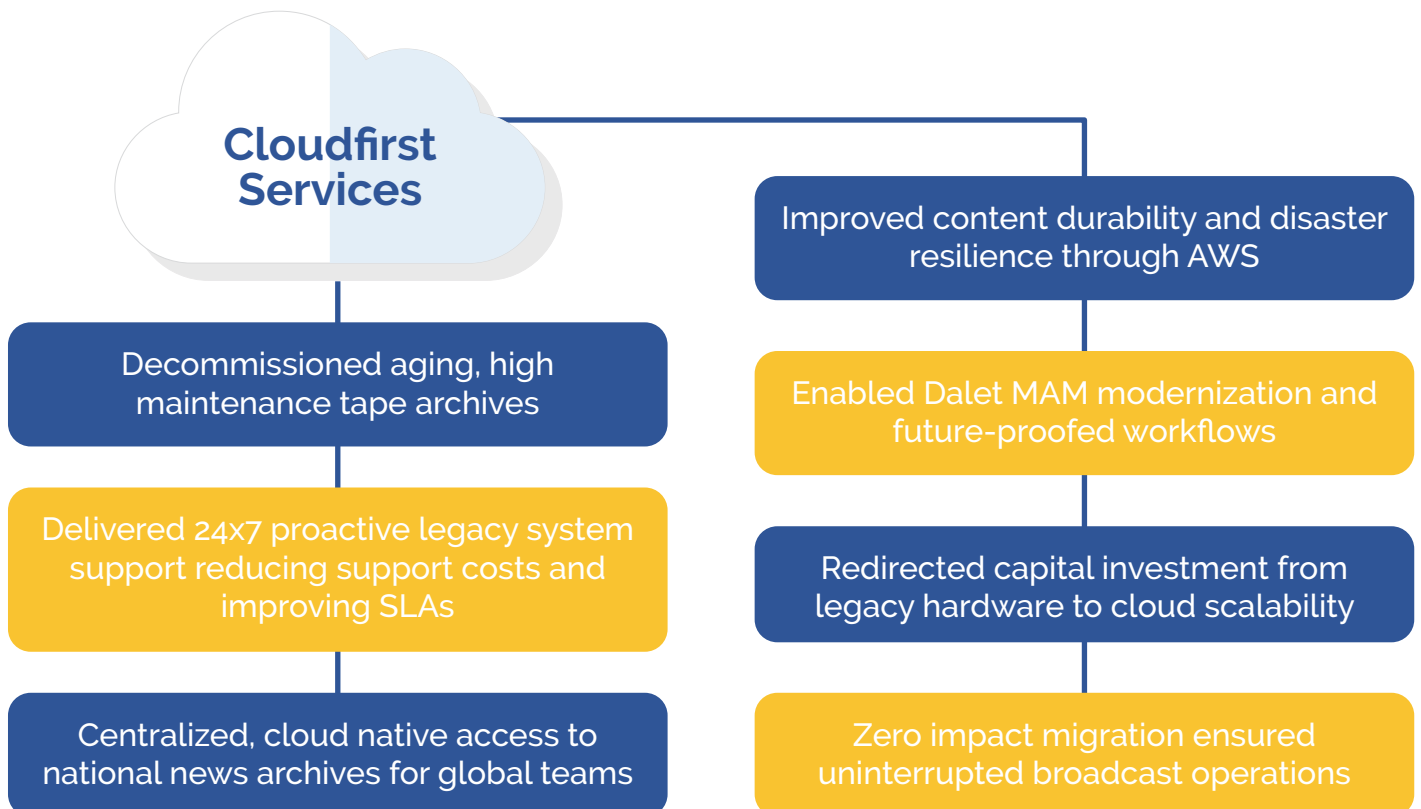 Cloudfirst
Services
Decommissioned aging, high
maintenance tape archives
Delivered 24x7 proactive legacy system
support reducing support costs and
improving SLAs
Centralized, cloud native access to
national news archives for global teams
Improved content durability and disaster
resilience through AWS
Enabled Dalet MAM modernization and
future-proofed workflows
Redirected capital investment from
legacy hardware to cloud scalability
Zero impact migration ensured
uninterrupted broadcast operations